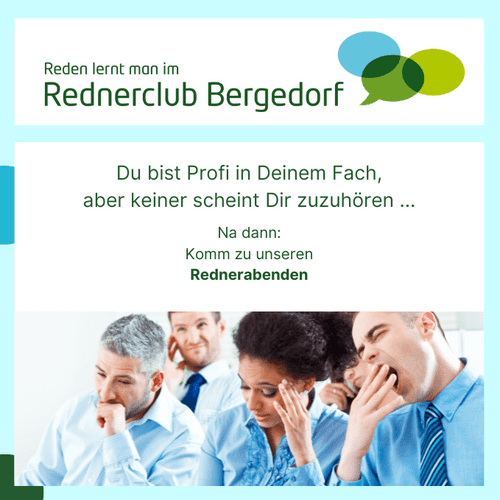 Reden lernt man im
Rednerclub Bergedorf
Du bist Profi in Deinem Fach,
aber keiner scheint Dir zuzuhören ...
Na dann:
Komm zu unseren
Rednerabenden